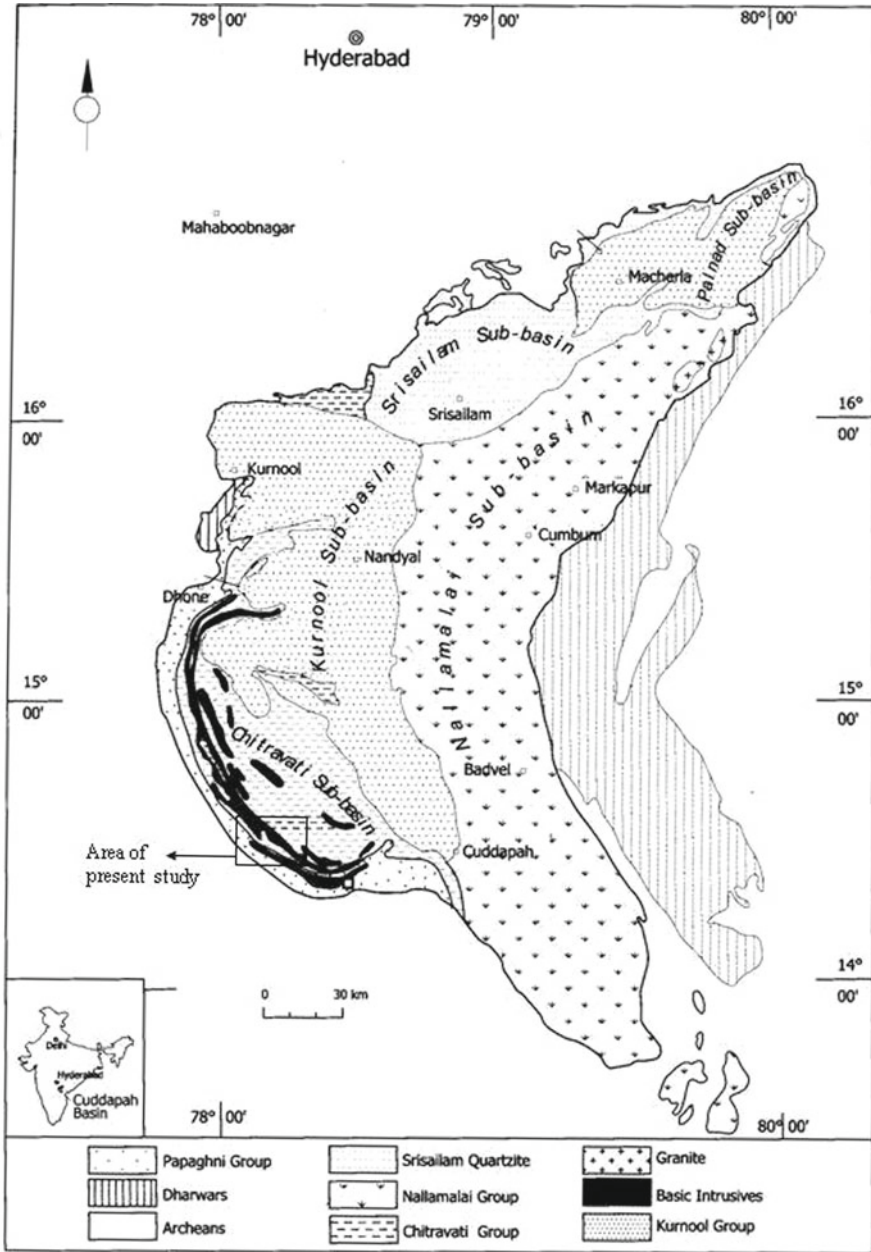 78° 00'
79° 00'
80° 00'
Hyderabad
Mahaboobnagar
Palnad Sub-basin
Macherla
Srisailam Sub-basin
Srisailam
16° 00'
16° 00'
Kurnool
Kurnool Sub-basin
Nallamalai Sub-basin
Markapur
Cumbum
Nandyal
Dhone
15° 00'
15° 00'
Chitravati Sub-basin
Badvel
Area of
present study
Cuddapah
14° 00'
0 30 km
Delhi
Hyderabad
Cuddapah
Basin
78° 00'
80° 00'
Papaghni Group
Srisailam Quartzite
Granite
Dharwars
Nallamalai Group
Basic Intrusives
Archeans
Chitravati Group
Kurnool Group